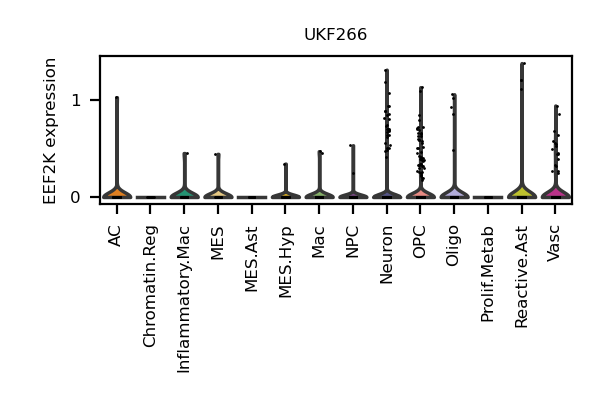 UKF266
EEF2K expression
1
0
AC
Chromatin.Reg
Inflammatory.Mac
MES
MES.Ast
MES.Hyp
Mac
NPC
Neuron
OPC
Oligo
Prolif.Metab
Reactive.Ast
Vasc